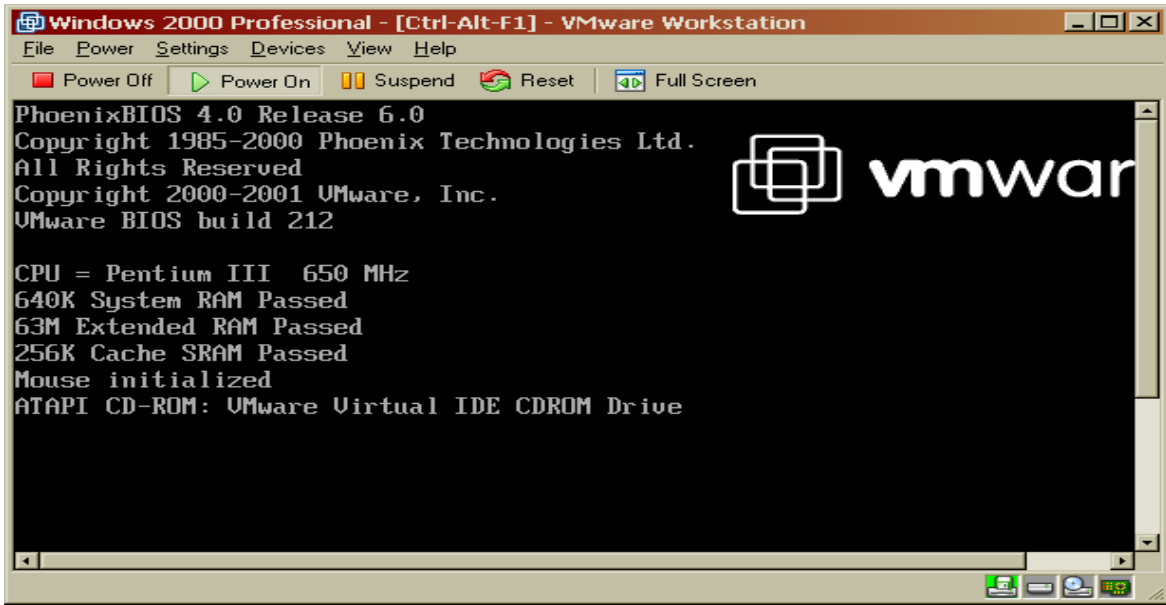 Windows 2000 Professional - [Ctrl-Alt-F1] - VMware Workstation
File Power Settings Devices View Help
Power Off Power On Suspend Reset Full Screen
PhoenixBIOS 4.0 Release 6.0
Copyright 1985-2000 Phoenix Technologies Ltd.
All Rights Reserved
Copyright 2000-2001 VMware, Inc.
VMware BIOS build 212
vmwar
CPU = Pentium III  650 MHz
640K System RAM Passed
63M Extended RAM Passed
256K Cache SRAM Passed
Mouse initialized
ATAPI CD-ROM: VMware Virtual IDE CDROM Drive